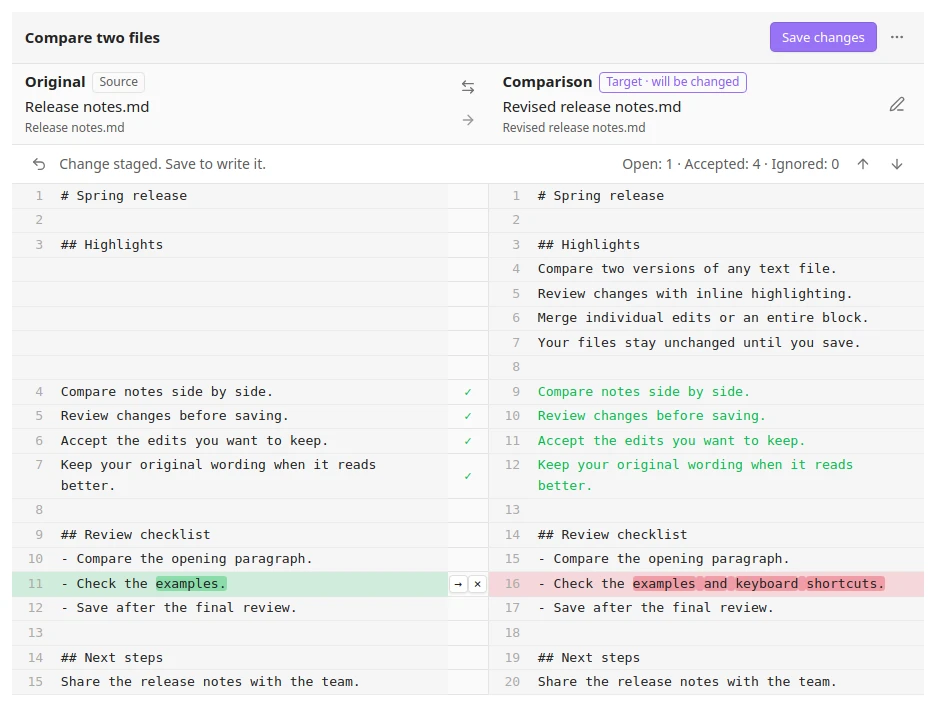 Compare two files
Save changes
Original Source
Release notes.md
Release notes.md
Comparison Target · will be changed
Revised release notes.md
Revised release notes.md
Change staged. Save to write it.
Open: 1 · Accepted: 4 · Ignored: 0
1 # Spring release
2
3 ## Highlights
4 Compare notes side by side. ✓
5 Review changes before saving. ✓
6 Accept the edits you want to keep. ✓
7 Keep your original wording when it reads
better. ✓
8
9 ## Review checklist
10 - Compare the opening paragraph.
11 - Check the examples. → ×
12 - Save after the final review.
13
14 ## Next steps
15 Share the release notes with the team.
1 # Spring release
2
3 ## Highlights
4 Compare two versions of any text file.
5 Review changes with inline highlighting.
6 Merge individual edits or an entire block.
7 Your files stay unchanged until you save.
8
9 Compare notes side by side.
10 Review changes before saving.
11 Accept the edits you want to keep.
12 Keep your original wording when it reads
better.
13
14 ## Review checklist
15 - Compare the opening paragraph.
16 - Check the examples and keyboard shortcuts.
17 - Save after the final review.
18
19 ## Next steps
20 Share the release notes with the team.